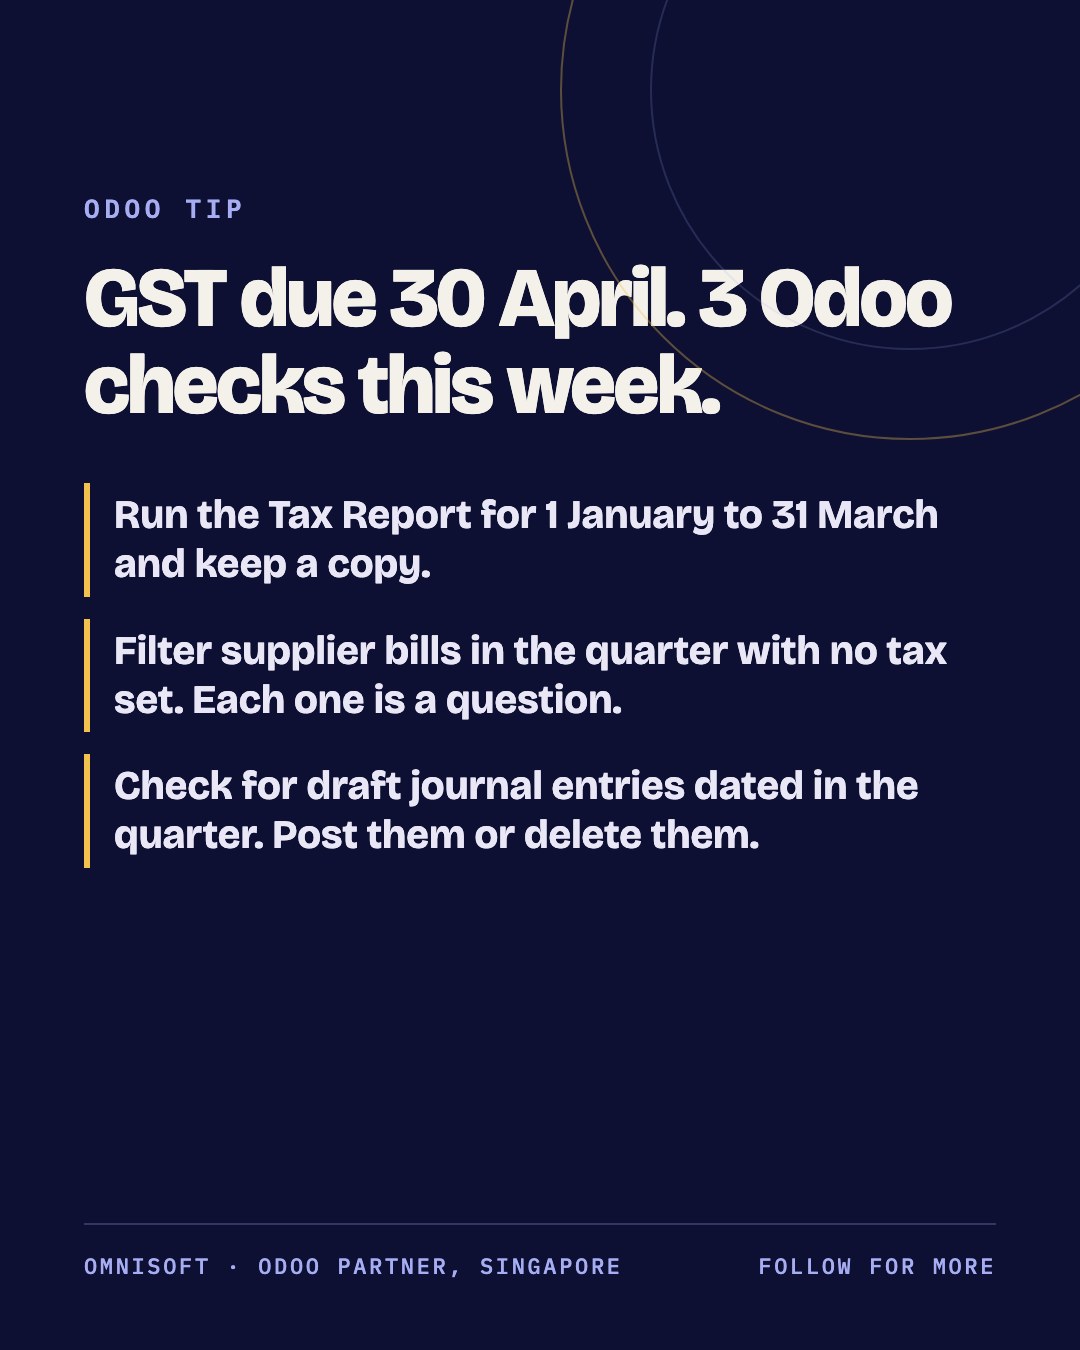 ODOO TIP
GST due 30 April. 3 Odoo
checks this week.
Run the Tax Report for 1 January to 31 March
and keep a copy.
Filter supplier bills in the quarter with no tax
set. Each one is a question.
Check for draft journal entries dated in the
quarter. Post them or delete them.
OMNISOFT · ODOO PARTNER, SINGAPORE FOLLOW FOR MORE